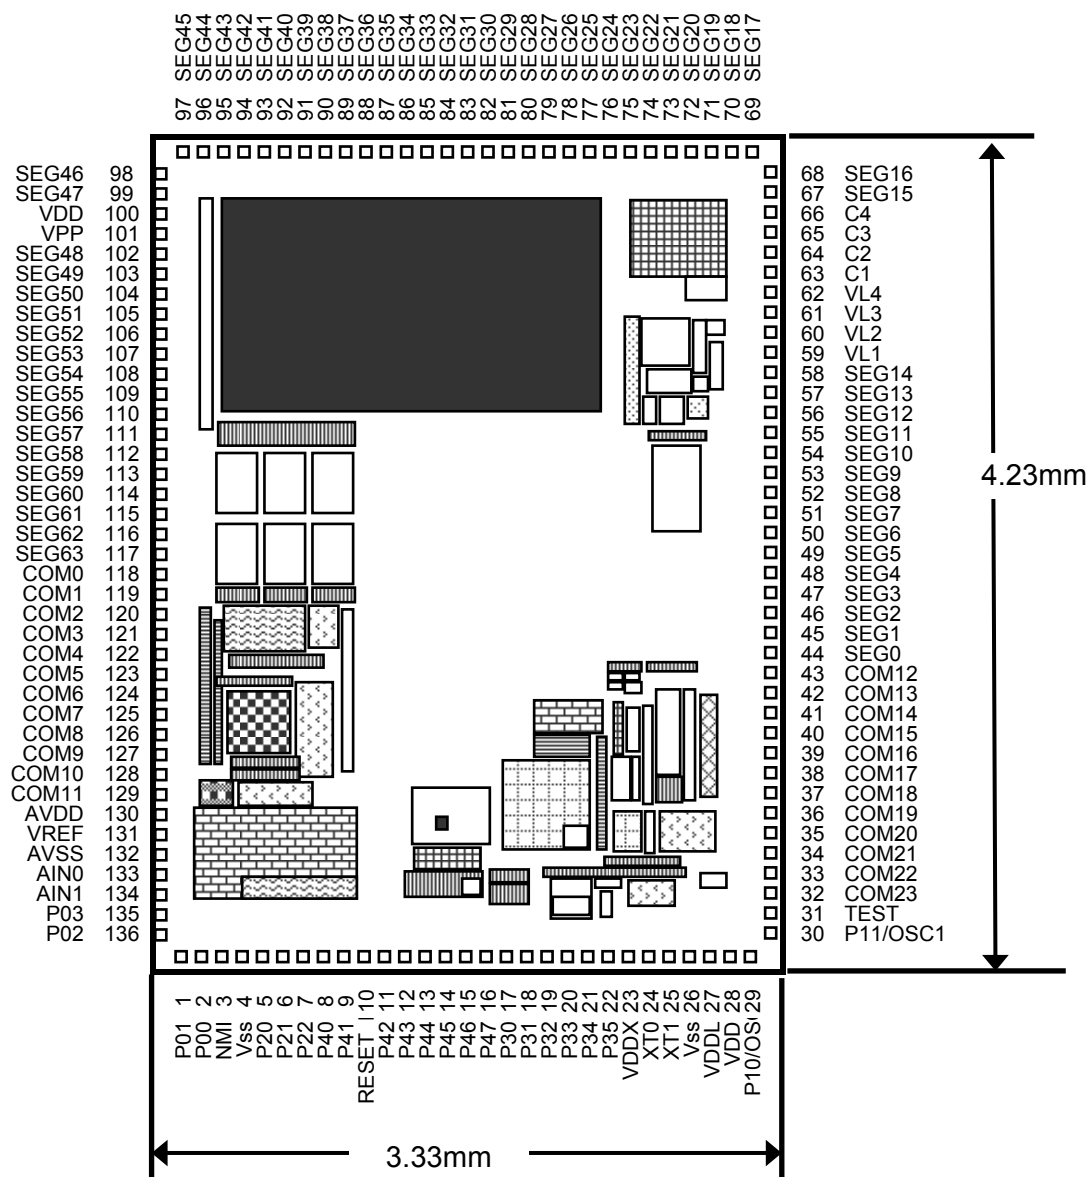 97 SEG45
96 SEG44
95 SEG43
94 SEG42
93 SEG41
92 SEG40
91 SEG39
90 SEG38
89 SEG37
88 SEG36
87 SEG35
86 SEG34
85 SEG33
84 SEG32
83 SEG31
82 SEG30
81 SEG29
80 SEG28
79 SEG27
78 SEG26
77 SEG25
76 SEG24
75 SEG23
74 SEG22
73 SEG21
72 SEG20
71 SEG19
70 SEG18
69 SEG17
SEG46 98
SEG47 99
VDD 100
VPP 101
SEG48 102
SEG49 103
SEG50 104
SEG51 105
SEG52 106
SEG53 107
SEG54 108
SEG55 109
SEG56 110
SEG57 111
SEG58 112
SEG59 113
SEG60 114
SEG61 115
SEG62 116
SEG63 117
COM0 118
COM1 119
COM2 120
COM3 121
COM4 122
COM5 123
COM6 124
COM7 125
COM8 126
COM9 127
COM10 128
COM11 129
AVDD 130
VREF 131
AVSS 132
AIN0 133
AIN1 134
P03 135
P02 136
68 SEG16
67 SEG15
66 C4
65 C3
64 C2
63 C1
62 VL4
61 VL3
60 VL2
59 VL1
58 SEG14
57 SEG13
56 SEG12
55 SEG11
54 SEG10
53 SEG9
52 SEG8
51 SEG7
50 SEG6
49 SEG5
48 SEG4
47 SEG3
46 SEG2
45 SEG1
44 SEG0
43 COM12
42 COM13
41 COM14
40 COM15
39 COM16
38 COM17
37 COM18
36 COM19
35 COM20
34 COM21
33 COM22
32 COM23
31 TEST
30 P11/OSC1
4.23mm
P01 1
P00 2
NMI 3
Vss 4
P20 5
P21 6
P22 7
P40 8
P41 9
RESET 10
P42 11
P43 12
P44 13
P45 14
P46 15
P47 16
P30 17
P31 18
P32 19
P33 20
P34 21
P35 22
VDDX 23
XT0 24
XT1 25
Vss 26
VDDL 27
VDD 28
P10/OS 29
3.33mm